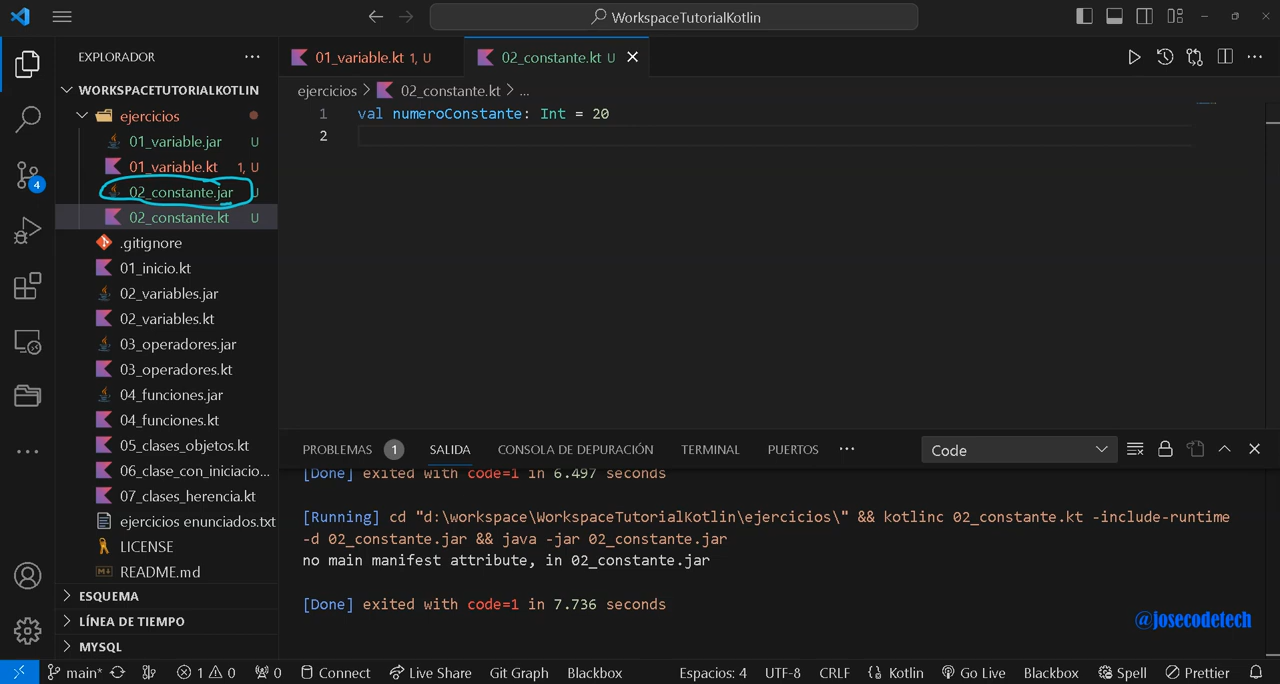 WorkspaceTutorialKotlin
EXPLORADOR
WORKSPACETUTORIALKOTLIN
ejercicios
01_variable.jar U
01_variable.kt 1, U
02_constante.jar U
02_constante.kt U
.gitignore
01_inicio.kt
02_variables.jar
02_variables.kt
03_operadores.jar
03_operadores.kt
04_funciones.jar
04_funciones.kt
05_clases_objetos.kt
06_clase_con_iniciacio...
07_clases_herencia.kt
ejercicios enunciados.txt
LICENSE
README.md
ESQUEMA
LÍNEA DE TIEMPO
MYSQL
4
01_variable.kt 1, U
02_constante.kt U
ejercicios > 02_constante.kt > ...
1 val numeroConstante: Int = 20
2
PROBLEMAS 1 SALIDA CONSOLA DE DEPURACIÓN TERMINAL PUERTOS ... Code
[Done] exited with code=1 in 6.497 seconds
[Running] cd "d:\workspace\WorkspaceTutorialKotlin\ejercicios\" && kotlinc 02_constante.kt -include-runtime
-d 02_constante.jar && java -jar 02_constante.jar
no main manifest attribute, in 02_constante.jar
[Done] exited with code=1 in 7.736 seconds
@josecodetech
main* 1 0 0 Connect Live Share Git Graph Blackbox Espacios: 4 UTF-8 CRLF Kotlin Go Live Blackbox Spell Prettier